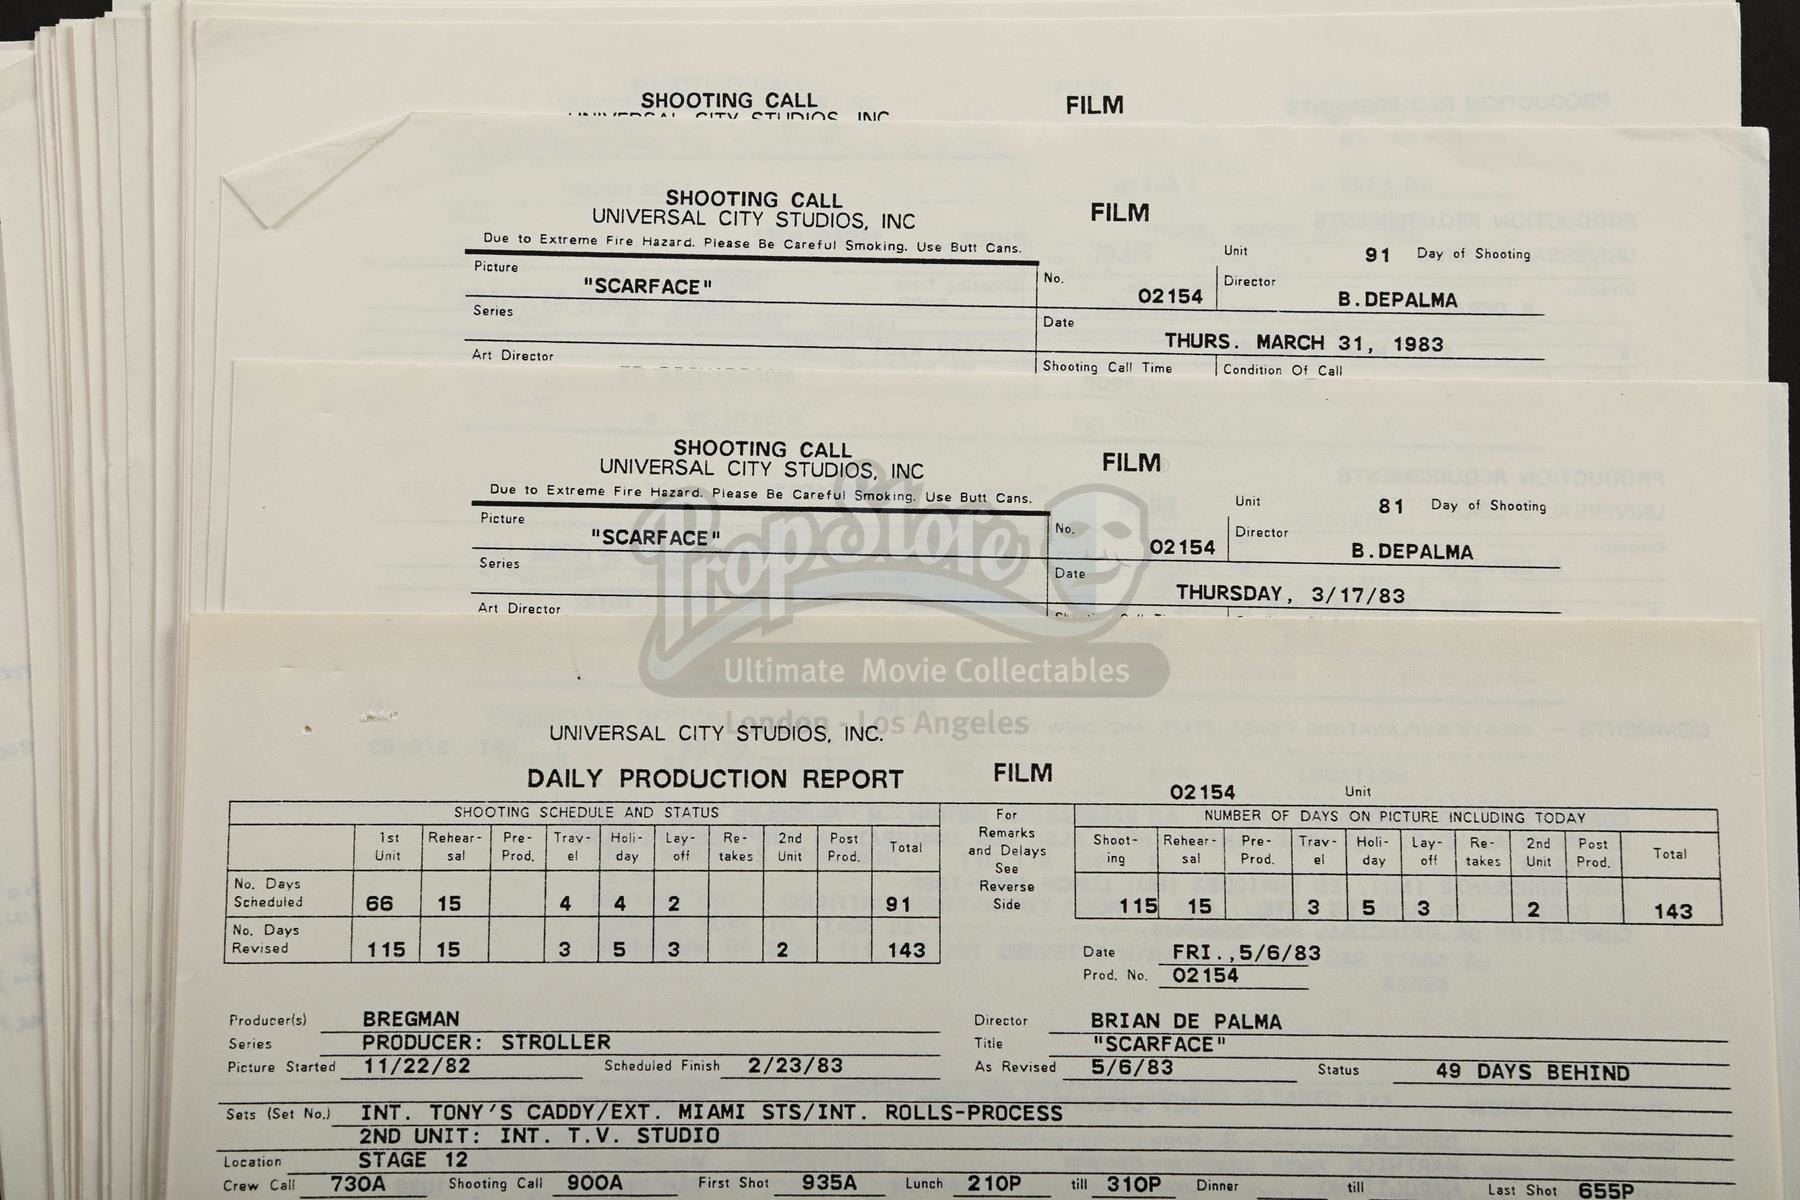 SHOOTING CALL
FILM
UNIVERSAL CITY STUDIOS, INC
SHOOTING CALL
UNIVERSAL CITY STUDIOS, INC
FILM
Due to Extreme Fire Hazard. Please Be Careful Smoking. Use Butt Cans.
Unit 91 Day of Shooting
Picture "SCARFACE"
No. 02154 Director B.DEPALMA
Series
Date THURS. MARCH 31, 1983
Art Director
Shooting Call Time Condition Of Call
SHOOTING CALL
UNIVERSAL CITY STUDIOS, INC
FILM
Due to Extreme Fire Hazard. Please Be Careful Smoking. Use Butt Cans.
Unit 81 Day of Shooting
Picture "SCARFACE"
No. 02154 Director B.DEPALMA
Series
Date THURSDAY, 3/17/83
Art Director
PropStore
Ultimate Movie Collectables
London - Los Angeles
UNIVERSAL CITY STUDIOS, INC.
DAILY PRODUCTION REPORT FILM
02154 Unit
SHOOTING SCHEDULE AND STATUS
For Remarks and Delays See Reverse Side
NUMBER OF DAYS ON PICTURE INCLUDING TODAY
1st Unit Rehear-sal Pre-Prod. Trav-el Holi-day Lay-off Re-takes 2nd Unit Post Prod. Total
Shoot-ing Rehear-sal Pre-Prod. Trav-el Holi-day Lay-off Re-takes 2nd Unit Post Prod. Total
No. Days Scheduled 66 15 4 4 2 91
115 15 3 5 3 2 143
No. Days Revised 115 15 3 5 3 2 143
Date FRI.,5/6/83
Prod. No. 02154
Producer(s) BREGMAN
Director BRIAN DE PALMA
Series PRODUCER: STROLLER
Title "SCARFACE"
Picture Started 11/22/82 Scheduled Finish 2/23/83
As Revised 5/6/83 Status 49 DAYS BEHIND
Sets (Set No.) INT. TONY'S CADDY/EXT. MIAMI STS/INT. ROLLS-PROCESS
2ND UNIT: INT. T.V. STUDIO
Location STAGE 12
Crew Call 730A Shooting Call 900A First Shot 935A Lunch 210P till 310P Dinner till Last Shot 655P